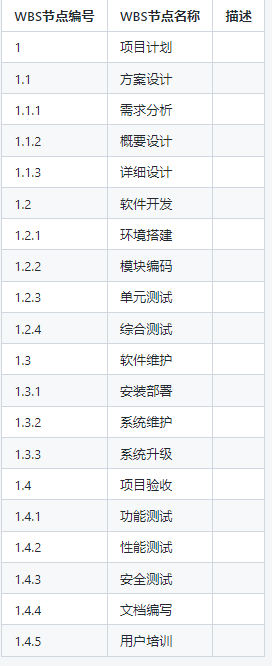 WBS节点编号 WBS节点名称 描述
1 项目计划
1.1 方案设计
1.1.1 需求分析
1.1.2 概要设计
1.1.3 详细设计
1.2 软件开发
1.2.1 环境搭建
1.2.2 模块编码
1.2.3 单元测试
1.2.4 综合测试
1.3 软件维护
1.3.1 安装部署
1.3.2 系统维护
1.3.3 系统升级
1.4 项目验收
1.4.1 功能测试
1.4.2 性能测试
1.4.3 安全测试
1.4.4 文档编写
1.4.5 用户培训